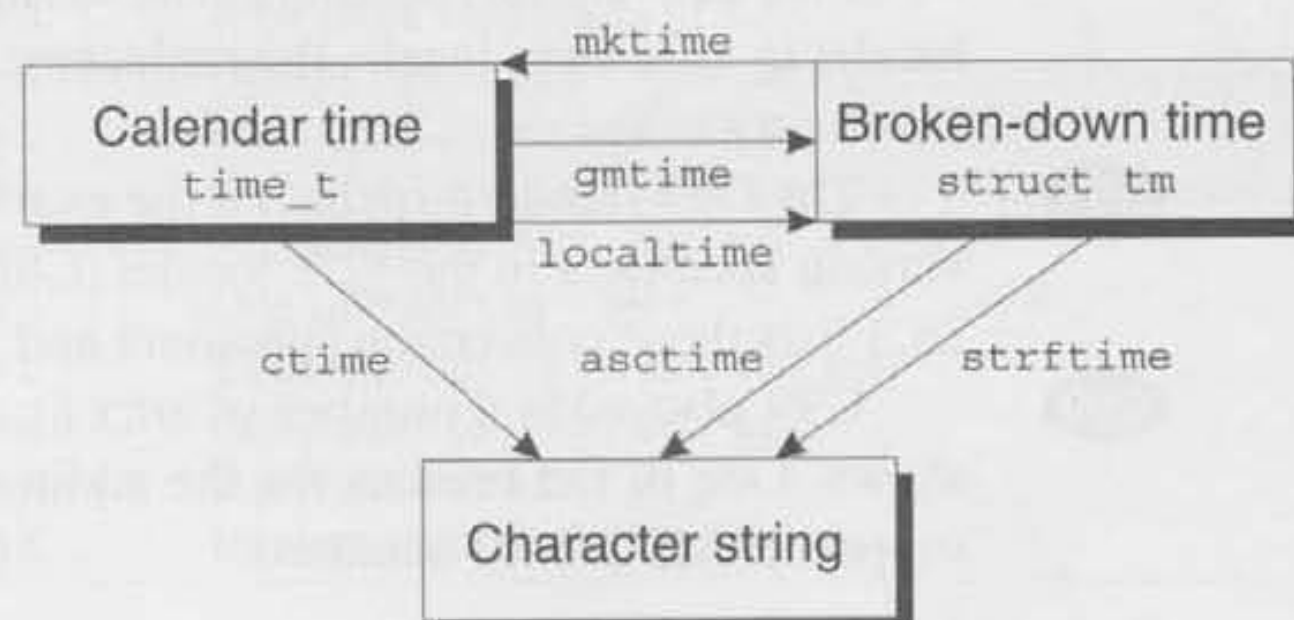 mktime
Calendar time
time_t
Broken-down time
struct tm
gmtime
localtime
ctime
asctime
strftime
Character string